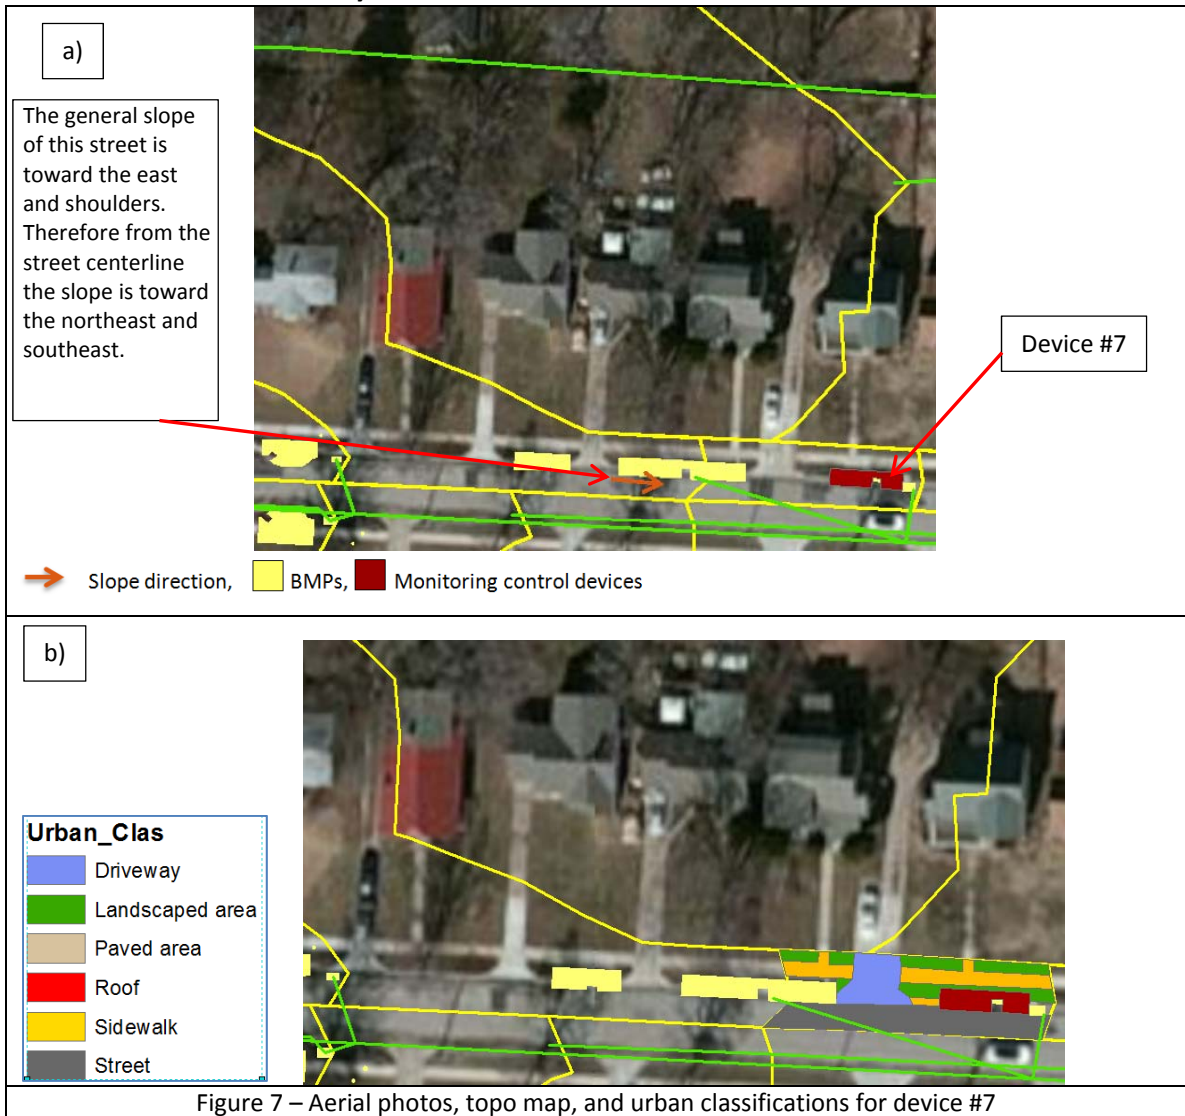 a)
The general slope
of this street is
toward the east
and shoulders.
Therefore from the
street centerline
the slope is toward
the northeast and
southeast.
Device #7
Slope direction, BMPs, Monitoring control devices
b)
Urban_Clas
Driveway
Landscaped area
Paved area
Roof
Sidewalk
Street
Figure 7 – Aerial photos, topo map, and urban classifications for device #7